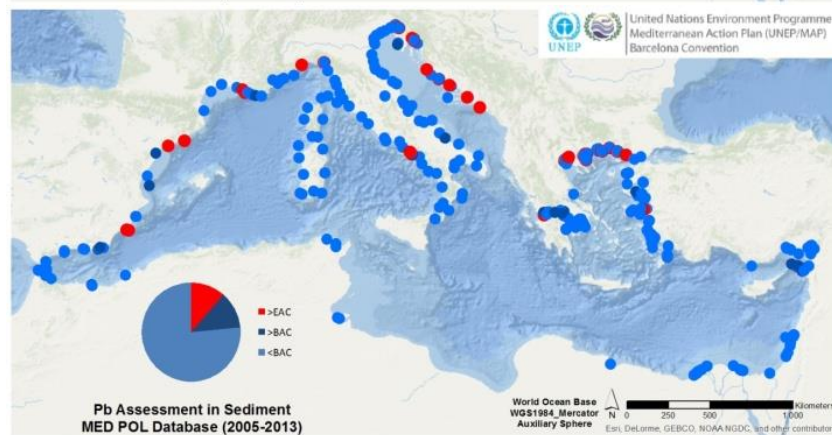 United Nations Environment Programme
Mediterranean Action Plan (UNEP/MAP)
Barcelona Convention
UNEP
>EAC
>BAC
<BAC
Pb Assessment in Sediment
MED POL Database (2005-2013)
World Ocean Base
WGS1984_Mercator
Auxiliary Sphere
N
Kilometers
0 250 500 1,000
Esri, DeLorme, GEBCO, NOAA NGDC, and other contributors